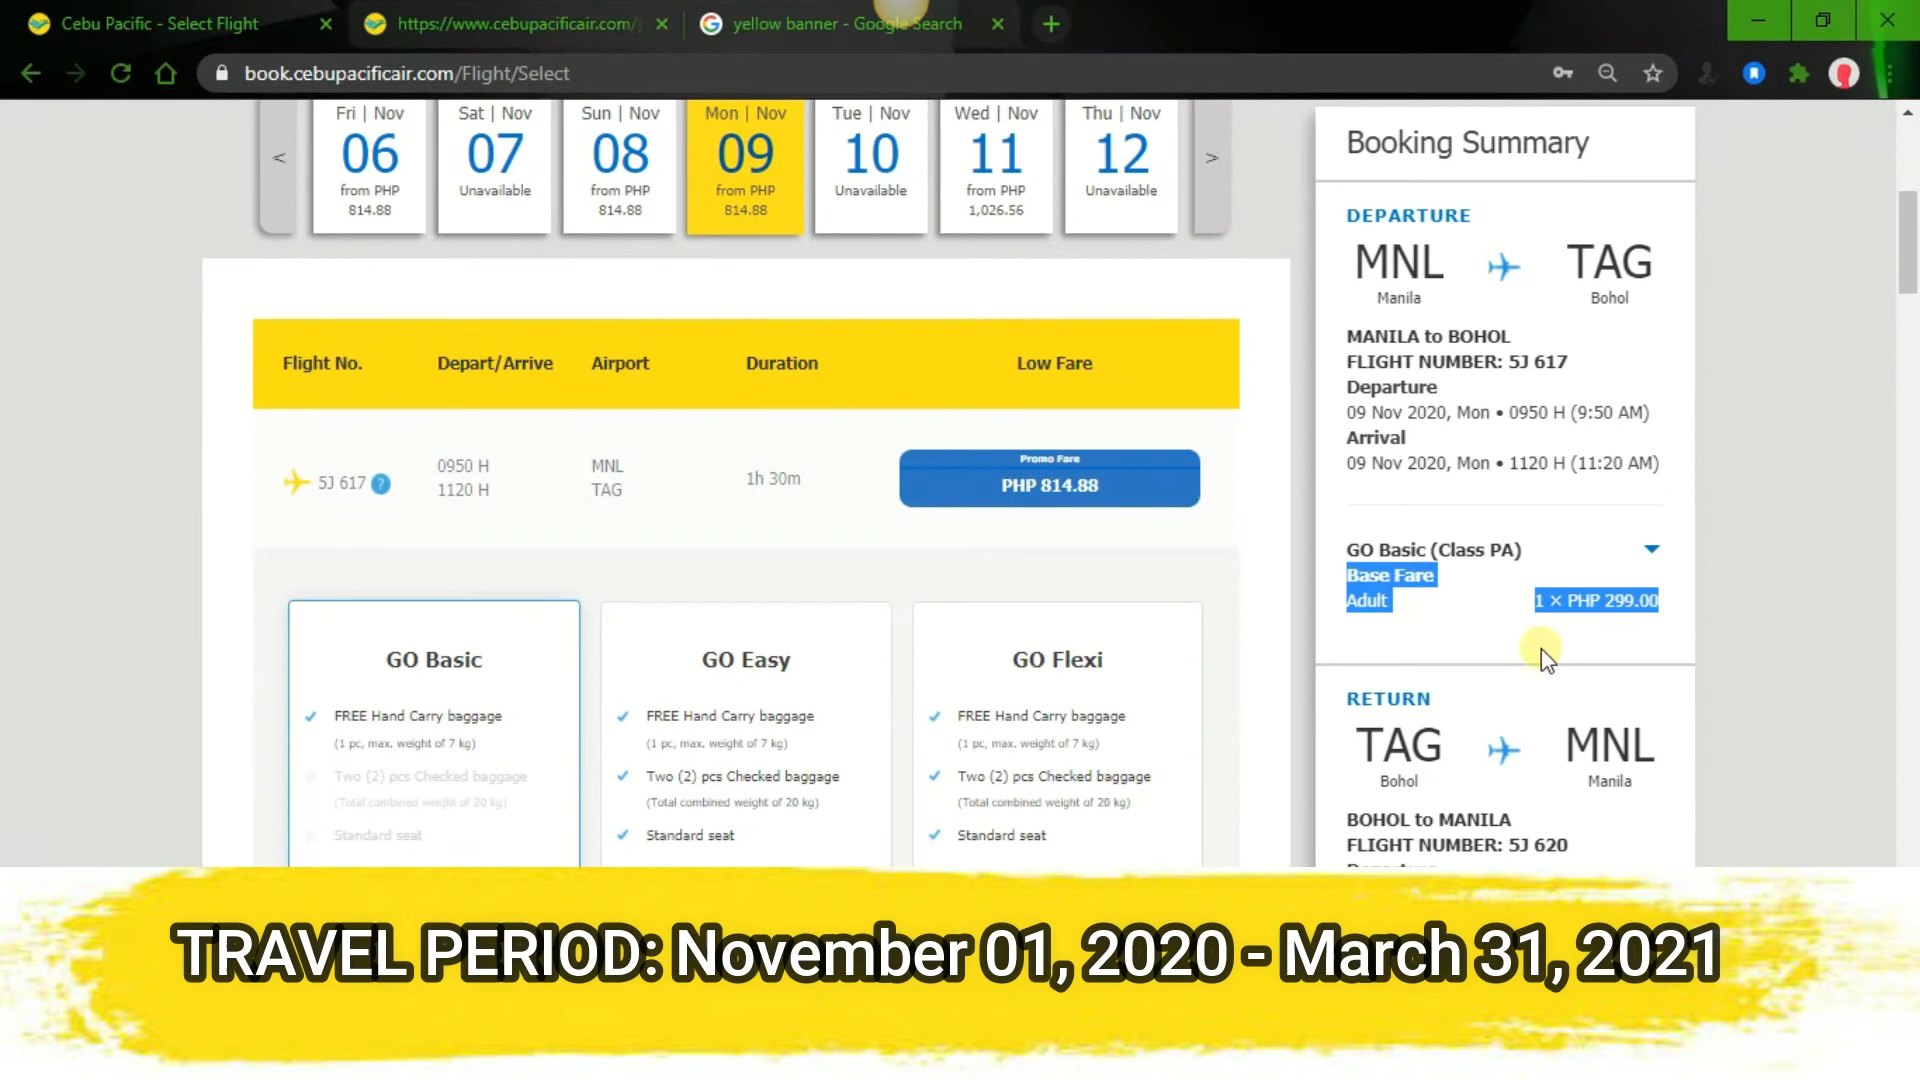 Cebu Pacific - Select Flight
https://www.cebupacificair.com/
yellow banner - Google Search
book.cebupacificair.com/Flight/Select
<
Fri | Nov
06
from PHP
814.88
Sat | Nov
07
Unavailable
Sun | Nov
08
from PHP
814.88
Mon | Nov
09
from PHP
814.88
Tue | Nov
10
Unavailable
Wed | Nov
11
from PHP
1,026.56
Thu | Nov
12
Unavailable
>
Flight No. Depart/Arrive Airport Duration Low Fare
5J 617 ?
0950 H
1120 H
MNL
TAG
1h 30m
Promo Fare
PHP 814.88
GO Basic
FREE Hand Carry baggage
(1 pc, max. weight of 7 kg)
Two (2) pcs Checked baggage
(Total combined weight of 20 kg)
Standard seat
GO Easy
FREE Hand Carry baggage
(1 pc, max. weight of 7 kg)
Two (2) pcs Checked baggage
(Total combined weight of 20 kg)
Standard seat
GO Flexi
FREE Hand Carry baggage
(1 pc, max. weight of 7 kg)
Two (2) pcs Checked baggage
(Total combined weight of 20 kg)
Standard seat
Booking Summary
DEPARTURE
MNL TAG
Manila Bohol
MANILA to BOHOL
FLIGHT NUMBER: 5J 617
Departure
09 Nov 2020, Mon • 0950 H (9:50 AM)
Arrival
09 Nov 2020, Mon • 1120 H (11:20 AM)
GO Basic (Class PA)
Base Fare
Adult 1 × PHP 299.00
RETURN
TAG MNL
Bohol Manila
BOHOL to MANILA
FLIGHT NUMBER: 5J 620
TRAVEL PERIOD: November 01, 2020 - March 31, 2021